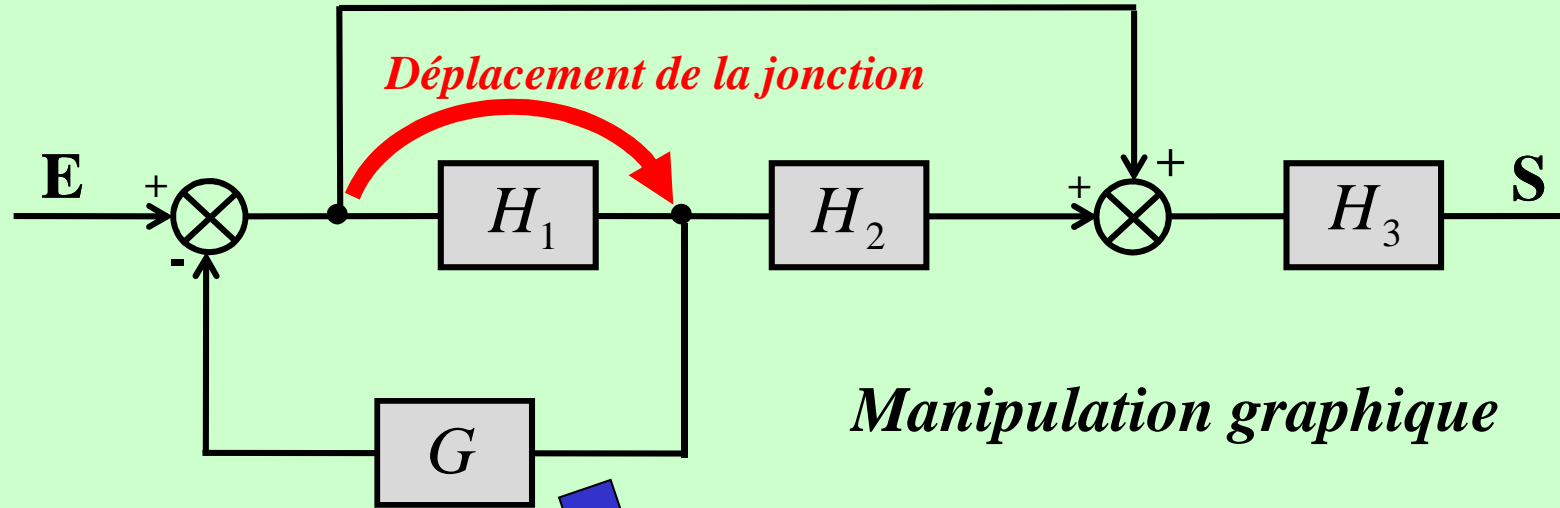 Déplacement de la jonction
E + - H1 H2 + + H3 S
G
Manipulation graphique